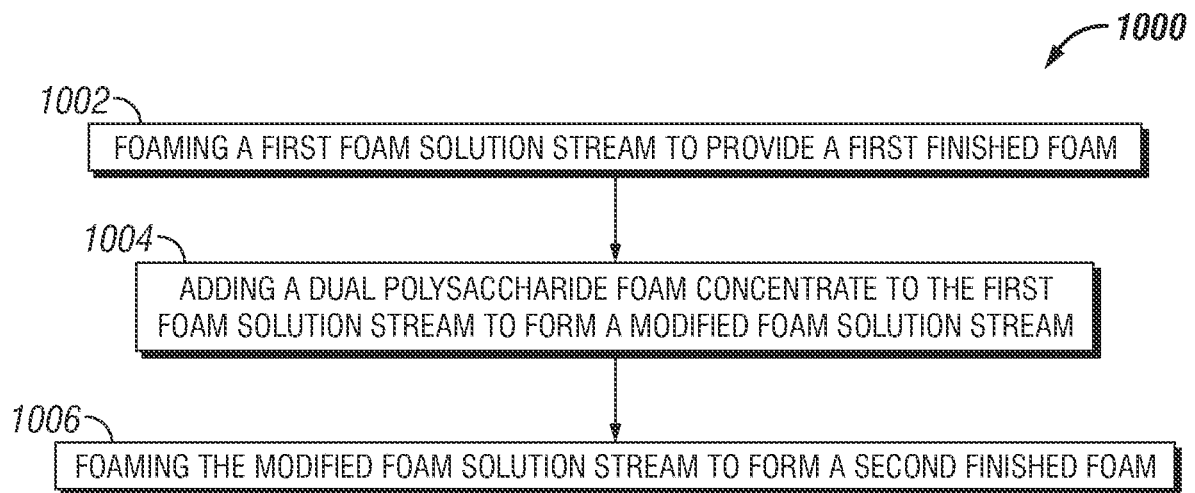 1000
1002
FOAMING A FIRST FOAM SOLUTION STREAM TO PROVIDE A FIRST FINISHED FOAM
1004
ADDING A DUAL POLYSACCHARIDE FOAM CONCENTRATE TO THE FIRST
FOAM SOLUTION STREAM TO FORM A MODIFIED FOAM SOLUTION STREAM
1006
FOAMING THE MODIFIED FOAM SOLUTION STREAM TO FORM A SECOND FINISHED FOAM